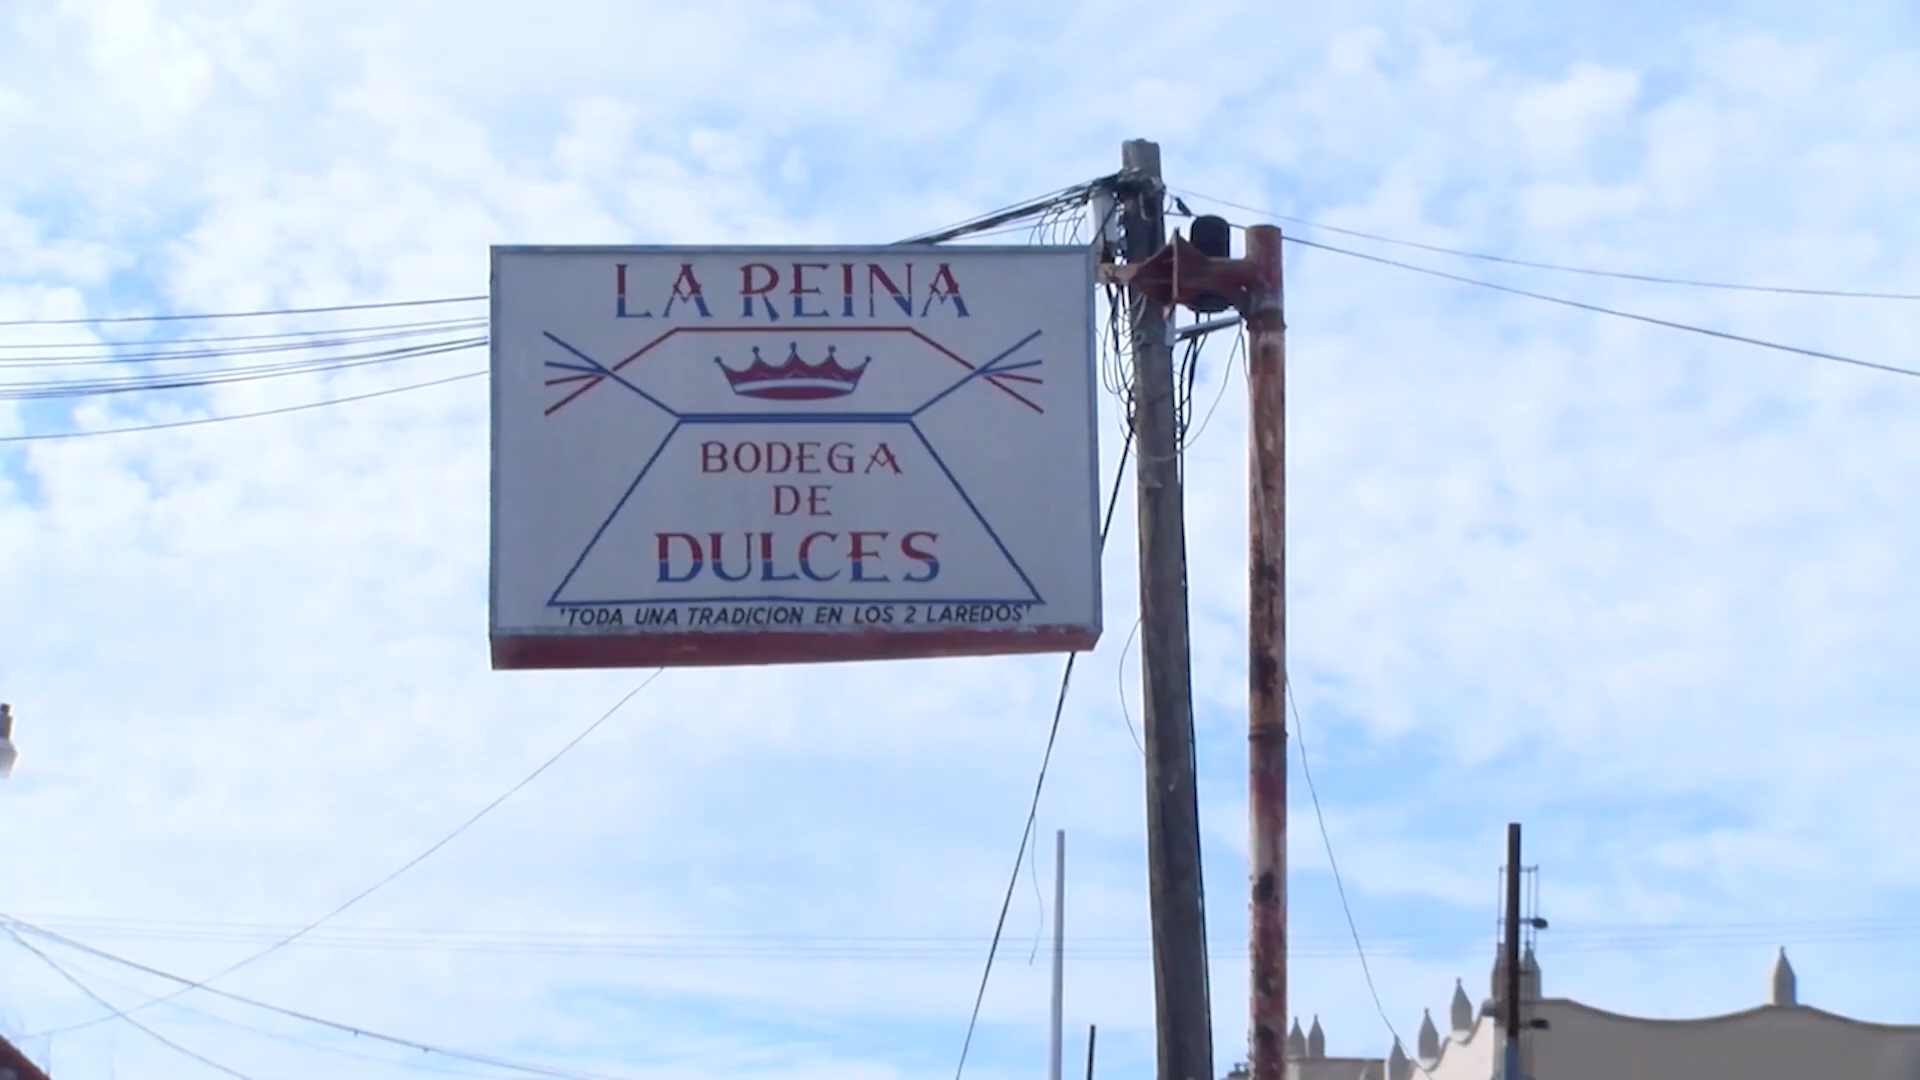 LA REINA
BODEGA
DE
DULCES
'TODA UNA TRADICION EN LOS 2 LAREDOS'